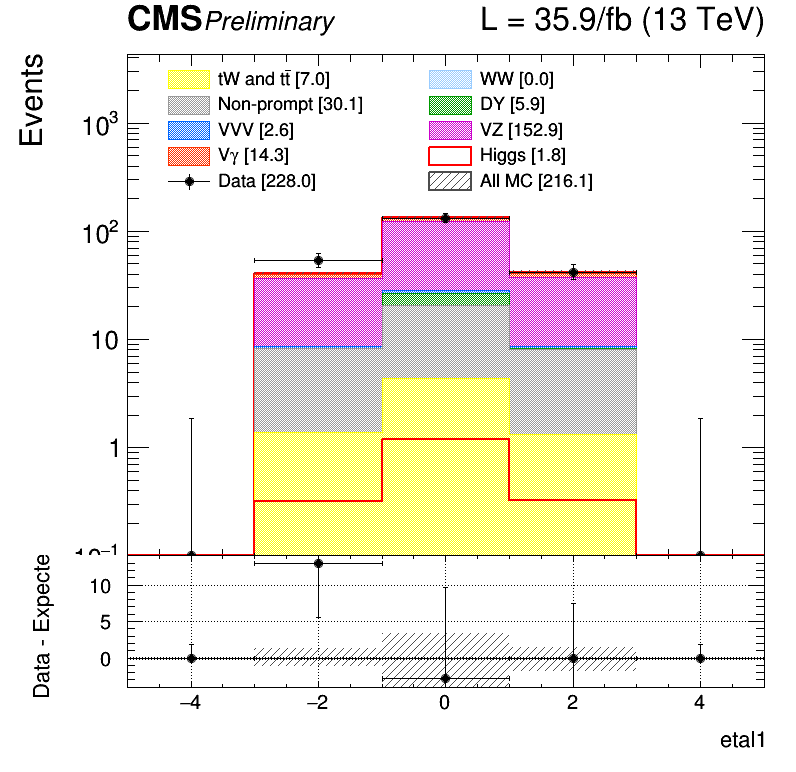 CMS Preliminary L = 35.9/fb (13 TeV)
Events
tW and tt̄ [7.0] WW [0.0]
Non-prompt [30.1] DY [5.9]
VVV [2.6] VZ [152.9]
Vγ [14.3] Higgs [1.8]
Data [228.0] All MC [216.1]
10³
10²
10
1
Data - Expecte
10
5
0
−4 −2 0 2 4
etal1